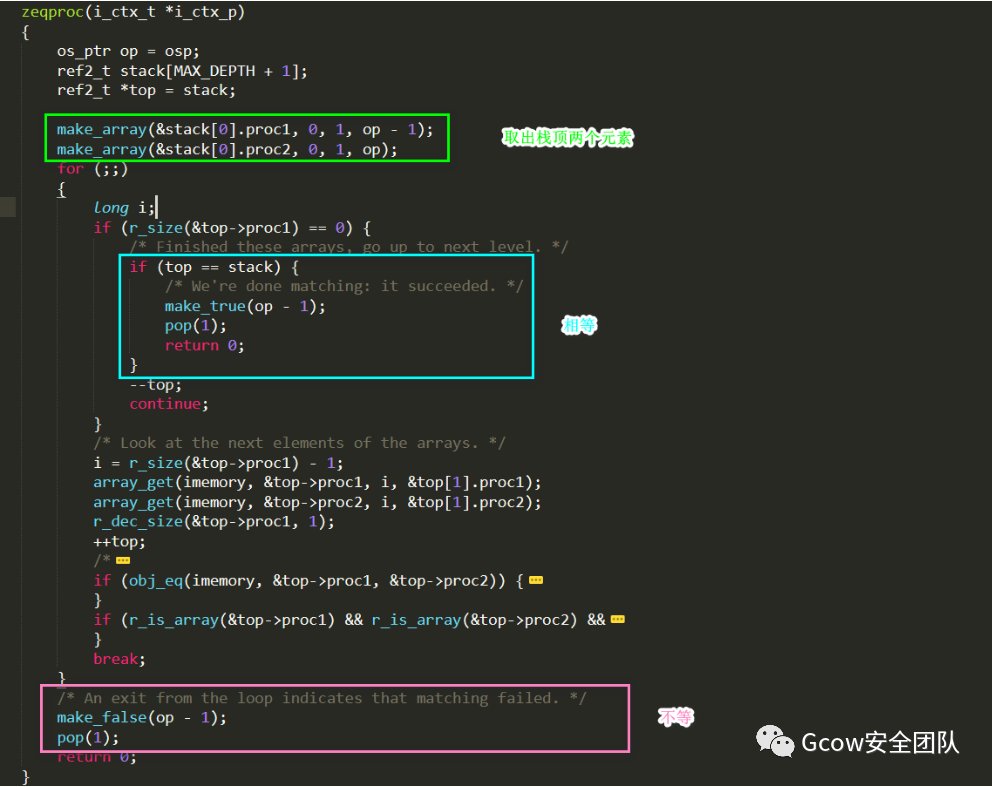 zeqproc(i_ctx_t *i_ctx_p)
{
os_ptr op = osp;
ref2_t stack[MAX_DEPTH + 1];
ref2_t *top = stack;
make_array(&stack[0].proc1, 0, 1, op - 1);
make_array(&stack[0].proc2, 0, 1, op);
取出栈顶两个元素
for (;;)
{
long i;
if (r_size(&top->proc1) == 0) {
/* Finished these arrays, go up to next level. */
if (top == stack) {
/* We're done matching: it succeeded. */
make_true(op - 1);
pop(1);
return 0;
}
相等
--top;
continue;
}
/* Look at the next elements of the arrays. */
i = r_size(&top->proc1) - 1;
array_get(imemory, &top->proc1, i, &top[1].proc1);
array_get(imemory, &top->proc2, i, &top[1].proc2);
r_dec_size(&top->proc1, 1);
++top;
/*
if (obj_eq(imemory, &top->proc1, &top->proc2)) {
}
if (r_is_array(&top->proc1) && r_is_array(&top->proc2) &&
}
break;
}
/* An exit from the loop indicates that matching failed. */
make_false(op - 1);
pop(1);
不等
return 0;
}
Gcow安全团队